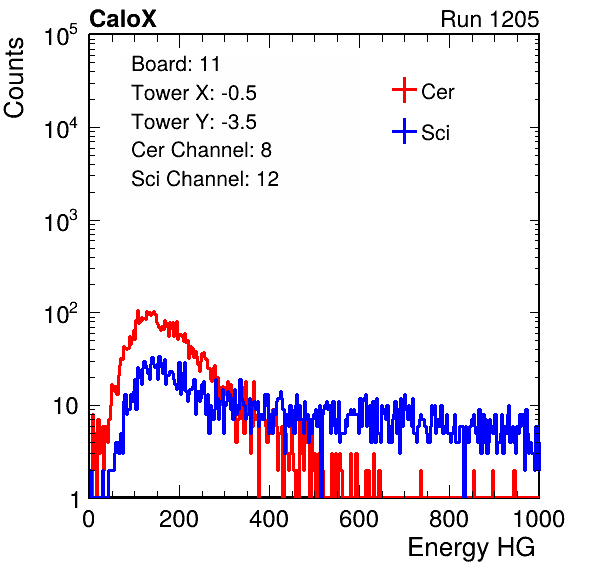 CaloX Run 1205
Counts
10^5
10^4
10^3
10^2
10
1
Board: 11
Tower X: -0.5
Tower Y: -3.5
Cer Channel: 8
Sci Channel: 12
Cer
Sci
0 200 400 600 800 1000
Energy HG